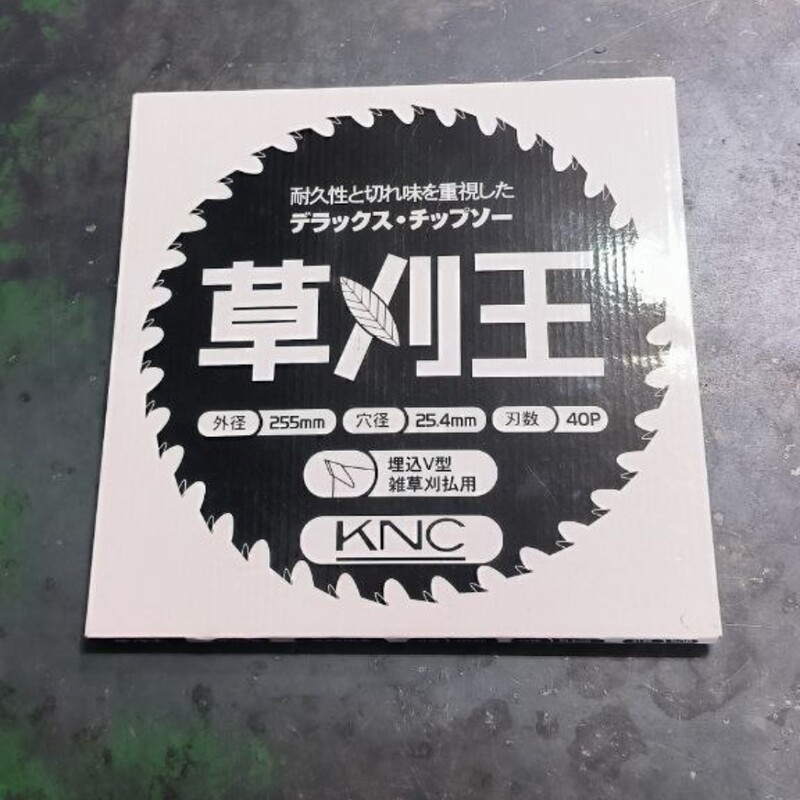 耐久性と切れ味を重視した
デラックス・チップソー
草刈王
外径 255mm 穴径 25.4mm 刃数 40P
埋込V型
雑草刈払用
KNC